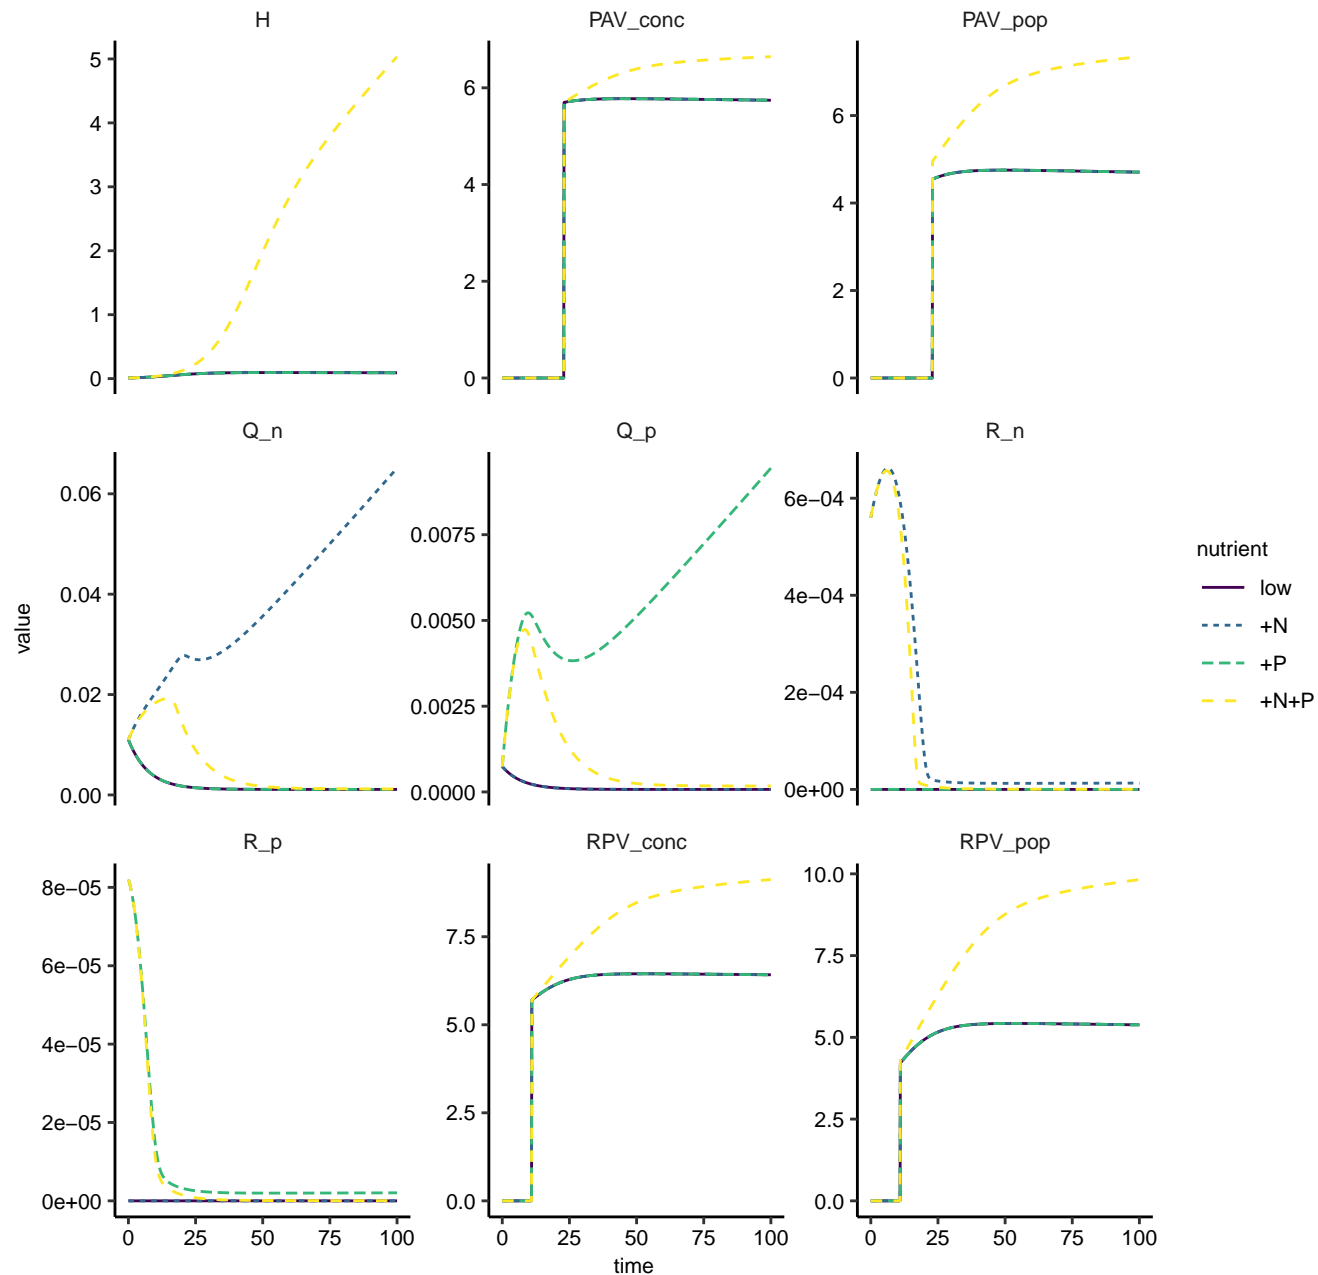 H
PAV_conc
PAV_pop
5
4
3
2
1
0
6
4
2
0
6
4
2
0
Q_n
Q_p
R_n
0.06
0.04
0.02
0.00
0.0075
0.0050
0.0025
0.0000
6e−04
4e−04
2e−04
0e+00
R_p
RPV_conc
RPV_pop
8e−05
6e−05
4e−05
2e−05
0e+00
7.5
5.0
2.5
0.0
10.0
7.5
5.0
2.5
0.0
0 25 50 75 100
0 25 50 75 100
0 25 50 75 100
time
value
nutrient
low
+N
+P
+N+P